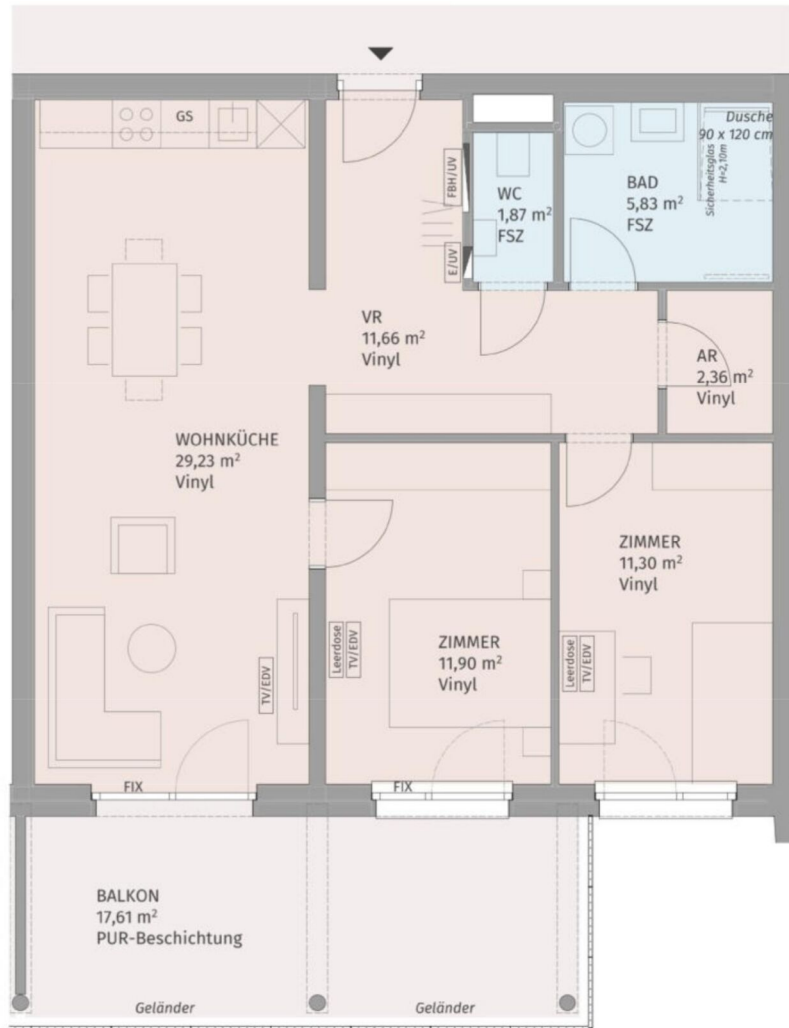 GS
Dusche
90 x 120 cm
Sicherheitsglas
H=2,10m
FBH/UV
E/UV
WC
1,87 m²
FSZ
BAD
5,83 m²
FSZ
VR
11,66 m²
Vinyl
AR
2,36 m²
Vinyl
WOHNKÜCHE
29,23 m²
Vinyl
ZIMMER
11,30 m²
Vinyl
ZIMMER
11,90 m²
Vinyl
Leerdose
TV/EDV
Leerdose
TV/EDV
TV/EDV
FIX
FIX
BALKON
17,61 m²
PUR-Beschichtung
Geländer
Geländer